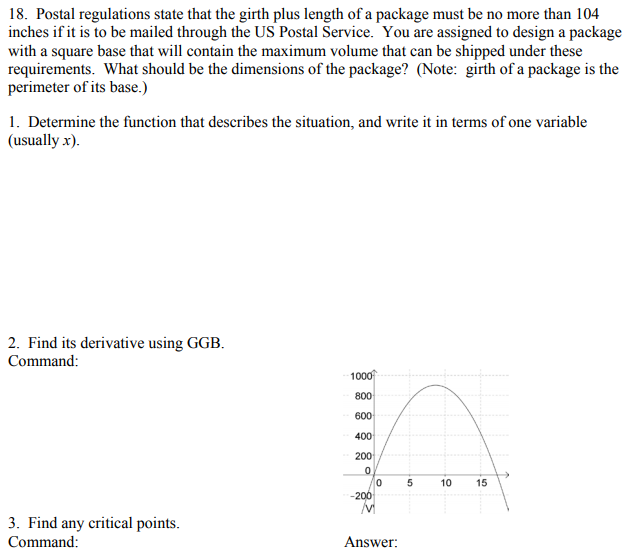 18. Postal regulations state that the girth plus length of a package must be no more than 104
inches if it is to be mailed through the US Postal Service. You are assigned to design a package
with a square base that will contain the maximum volume that can be shipped under these
requirements. What should be the dimensions of the package? (Note: girth of a package is the
perimeter of its base.)
1. Determine the function that describes the situation, and write it in terms of one variable
(usually x).
2. Find its derivative using GGB.
Command:
1000
800
600
400
200
0
0 5 10 15
-200
V'
3. Find any critical points.
Command: Answer: